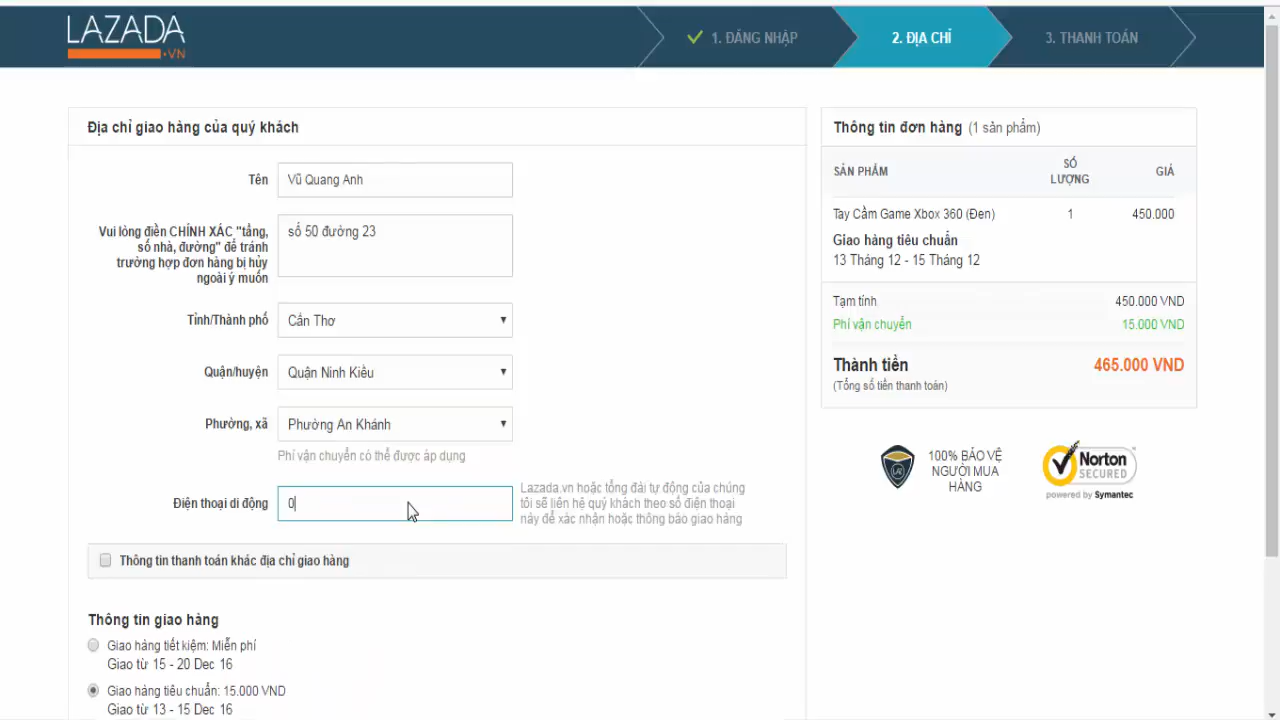 LAZADA
.VN
1. ĐĂNG NHẬP
2. ĐỊA CHỈ
3. THANH TOÁN
Địa chỉ giao hàng của quý khách
Tên
Vũ Quang Anh
Vui lòng điền CHÍNH XÁC "tầng,
số nhà, đường" để tránh
trường hợp đơn hàng bị hủy
ngoài ý muốn
số 50 đường 23
Tỉnh/Thành phố
Cần Thơ
Quận/huyện
Quận Ninh Kiều
Phường, xã
Phường An Khánh
Phí vận chuyển có thể được áp dụng
Điện thoại di động
0
Lazada.vn hoặc tổng đài tự động của chúng
tôi sẽ liên hệ quý khách theo số điện thoại
này để xác nhận hoặc thông báo giao hàng
Thông tin thanh toán khác địa chỉ giao hàng
Thông tin giao hàng
Giao hàng tiết kiệm: Miễn phí
Giao từ 15 - 20 Dec 16
Giao hàng tiêu chuẩn: 15.000 VND
Giao từ 13 - 15 Dec 16
Thông tin đơn hàng (1 sản phẩm)
SẢN PHẨM
SỐ
LƯỢNG
GIÁ
Tay Cầm Game Xbox 360 (Đen)
1
450.000
Giao hàng tiêu chuẩn
13 Tháng 12 - 15 Tháng 12
Tạm tính
450.000 VND
Phí vận chuyển
15.000 VND
Thành tiền
465.000 VND
(Tổng số tiền thanh toán)
100% BẢO VỆ
NGƯỜI MUA
HÀNG
Norton
SECURED
powered by Symantec